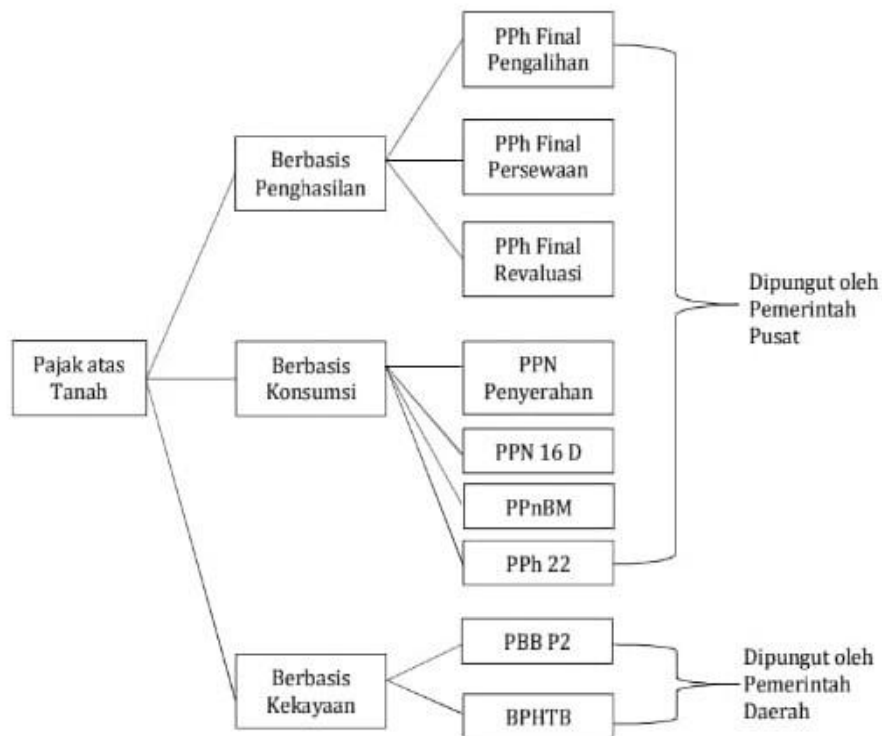 Pajak atas
Tanah
Berbasis
Penghasilan
PPh Final
Pengalihan
PPh Final
Persewaan
PPh Final
Revaluasi
Berbasis
Konsumsi
PPN
Penyerahan
PPN 16 D
PPnBM
PPh 22
Dipungut oleh
Pemerintah
Pusat
Berbasis
Kekayaan
PBB P2
BPHTB
Dipungut oleh
Pemerintah
Daerah